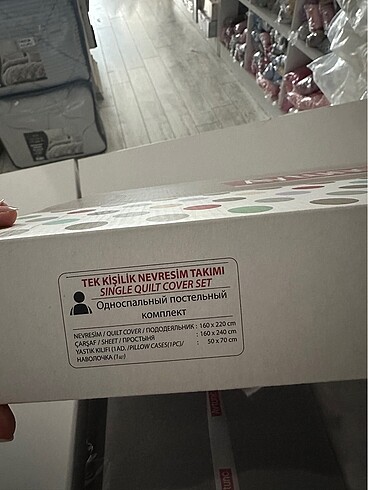 TEK KİŞİLİK NEVRESİM TAKIMI
SINGLE QUILT COVER SET
Односпальный постельный
комплект
NEVRESİM / QUILT COVER / ПОДОДЕЯЛЬНИК : 160 x 220 cm
ÇARŞAF / SHEET / ПРОСТЫНЯ : 160 x 240 cm
YASTIK KILIFI (1AD. /PILLOW CASES(1PC)/ : 50 x 70 cm
НАВОЛОЧКА (1ш)